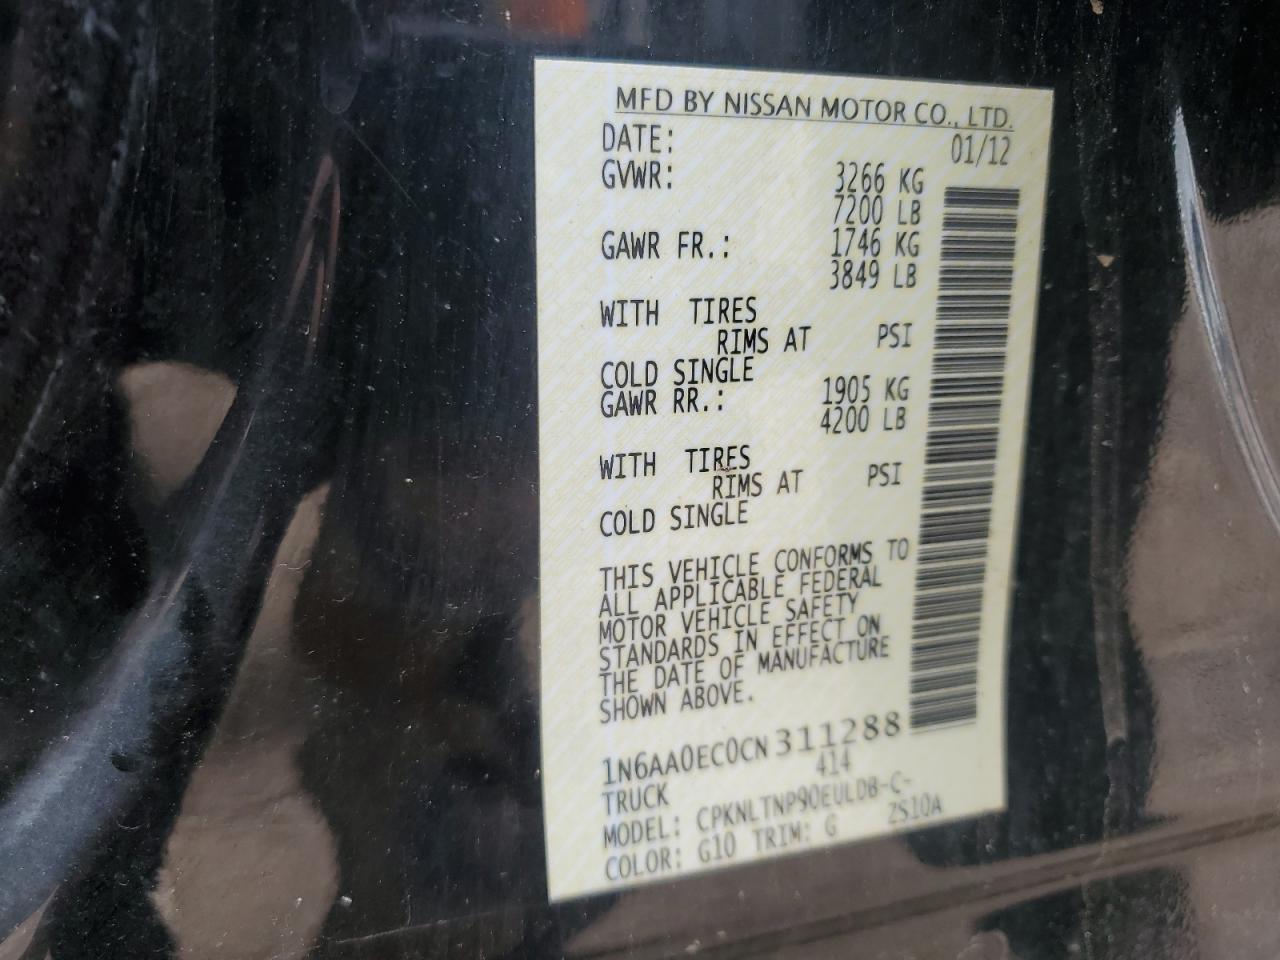 MFD BY NISSAN MOTOR CO., LTD.
DATE: 01/12
GVWR: 3266 KG
7200 LB
GAWR FR.: 1746 KG
3849 LB
WITH TIRES
RIMS AT PSI
COLD SINGLE
GAWR RR.: 1905 KG
4200 LB
WITH TIRES
RIMS AT PSI
COLD SINGLE
THIS VEHICLE CONFORMS TO
ALL APPLICABLE FEDERAL
MOTOR VEHICLE SAFETY
STANDARDS IN EFFECT ON
THE DATE OF MANUFACTURE
SHOWN ABOVE.
1N6AA0EC0CN311288
TRUCK 414
MODEL: CPKNLTNP90EULDB-C-
COLOR: G10 TRIM: G ZS10A